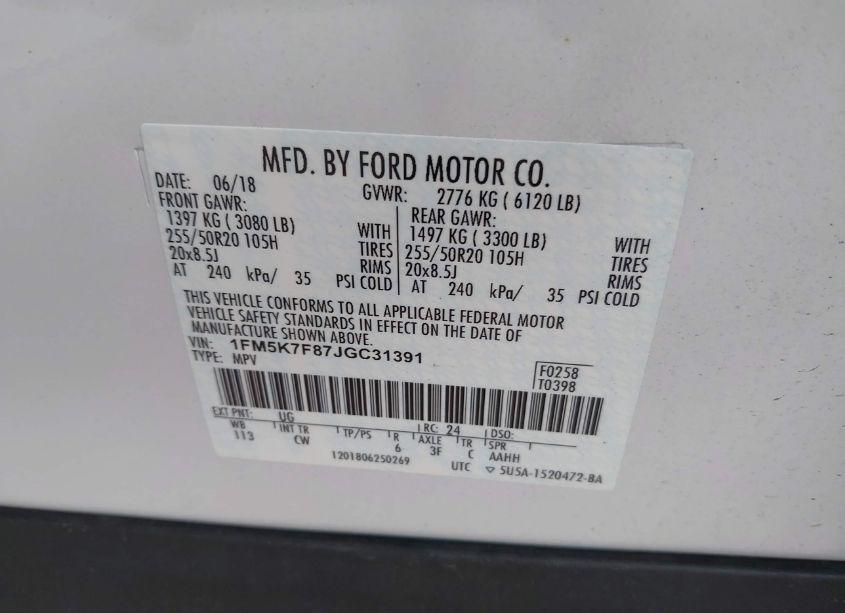 MFD. BY FORD MOTOR CO.
DATE: 06/18 GVWR: 2776 KG ( 6120 LB)
FRONT GAWR: REAR GAWR:
1397 KG ( 3080 LB) WITH 1497 KG ( 3300 LB) WITH
255/50R20 105H TIRES 255/50R20 105H TIRES
20x8.5J RIMS 20x8.5J RIMS
AT 240 kPa/ 35 PSI COLD AT 240 kPa/ 35 PSI COLD
THIS VEHICLE CONFORMS TO ALL APPLICABLE FEDERAL MOTOR
VEHICLE SAFETY STANDARDS IN EFFECT ON THE DATE OF
MANUFACTURE SHOWN ABOVE.
VIN: 1FM5K7F87JGC31391
TYPE: MPV
F0258
T0398
EXT PNT: UG RC: 24 DSO:
WB INT TR TP/PS R AXLE TR SPR
113 CW 6 3F C AAHH
1201806250269 UTC ▽ 5U5A-1520472-BA